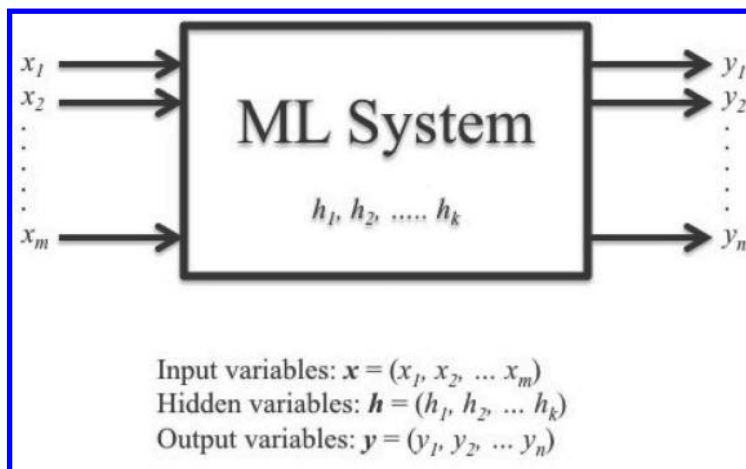 x1
x2
xm
ML System
h1, h2, ..... hk
y1
y2
yn
Input variables: x = (x1, x2, ... xm)
Hidden variables: h = (h1, h2, ... hk)
Output variables: y = (y1, y2, ... yn)